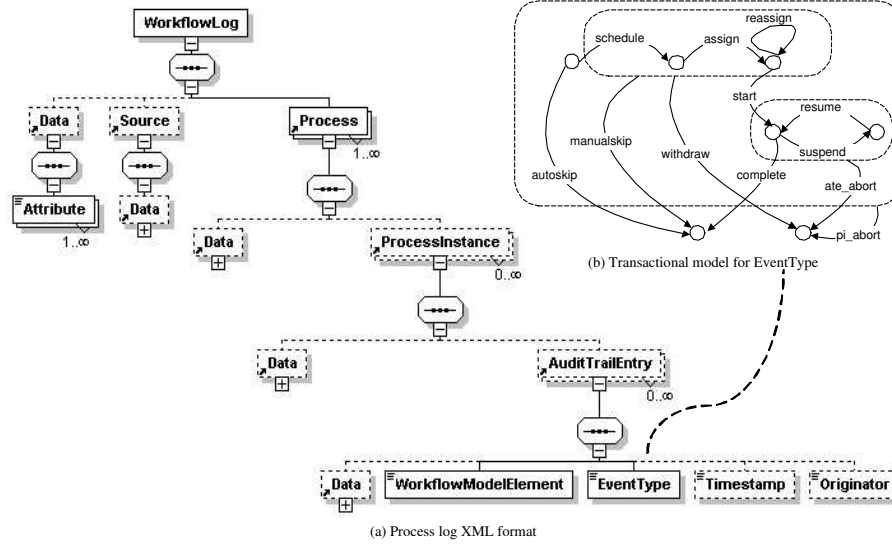 WorkflowLog
Data
Source
Process
1..∞
Attribute
1..∞
Data
Data
ProcessInstance
0..∞
Data
AuditTrailEntry
0..∞
Data
WorkflowModelElement
EventType
Timestamp
Originator
(a) Process log XML format
reassign
schedule
assign
start
resume
suspend
manualskip
withdraw
autoskip
complete
ate_abort
pi_abort
(b) Transactional model for EventType